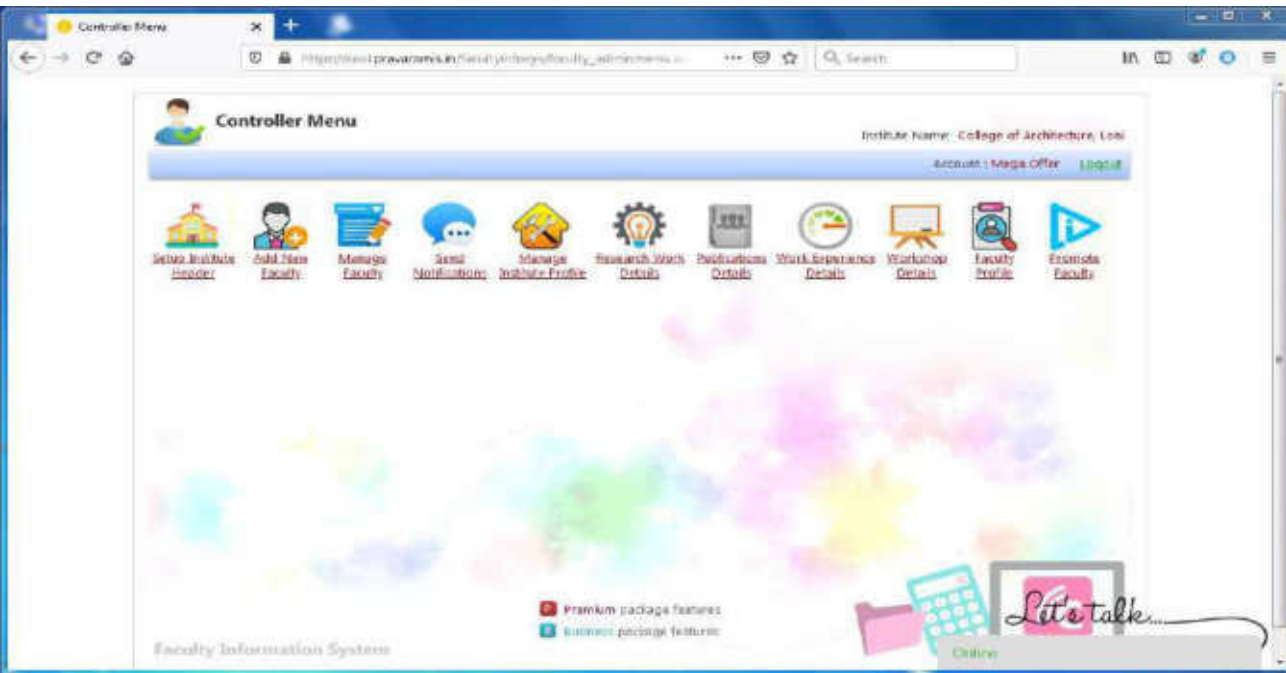 Controller Menu
Search
Controller Menu
Institute Name: College of Architecture, Loni
Account : Mega Offer Logout
Setup Institute Header
Add New Faculty
Manage Faculty
Send Notifications
Manage Institute Profile
Research Work Details
Publications Details
Work Experience Details
Workshop Details
Faculty Profile
Promote Faculty
Premium package features
Business package features
Let's talk....
Faculty Information System
Online